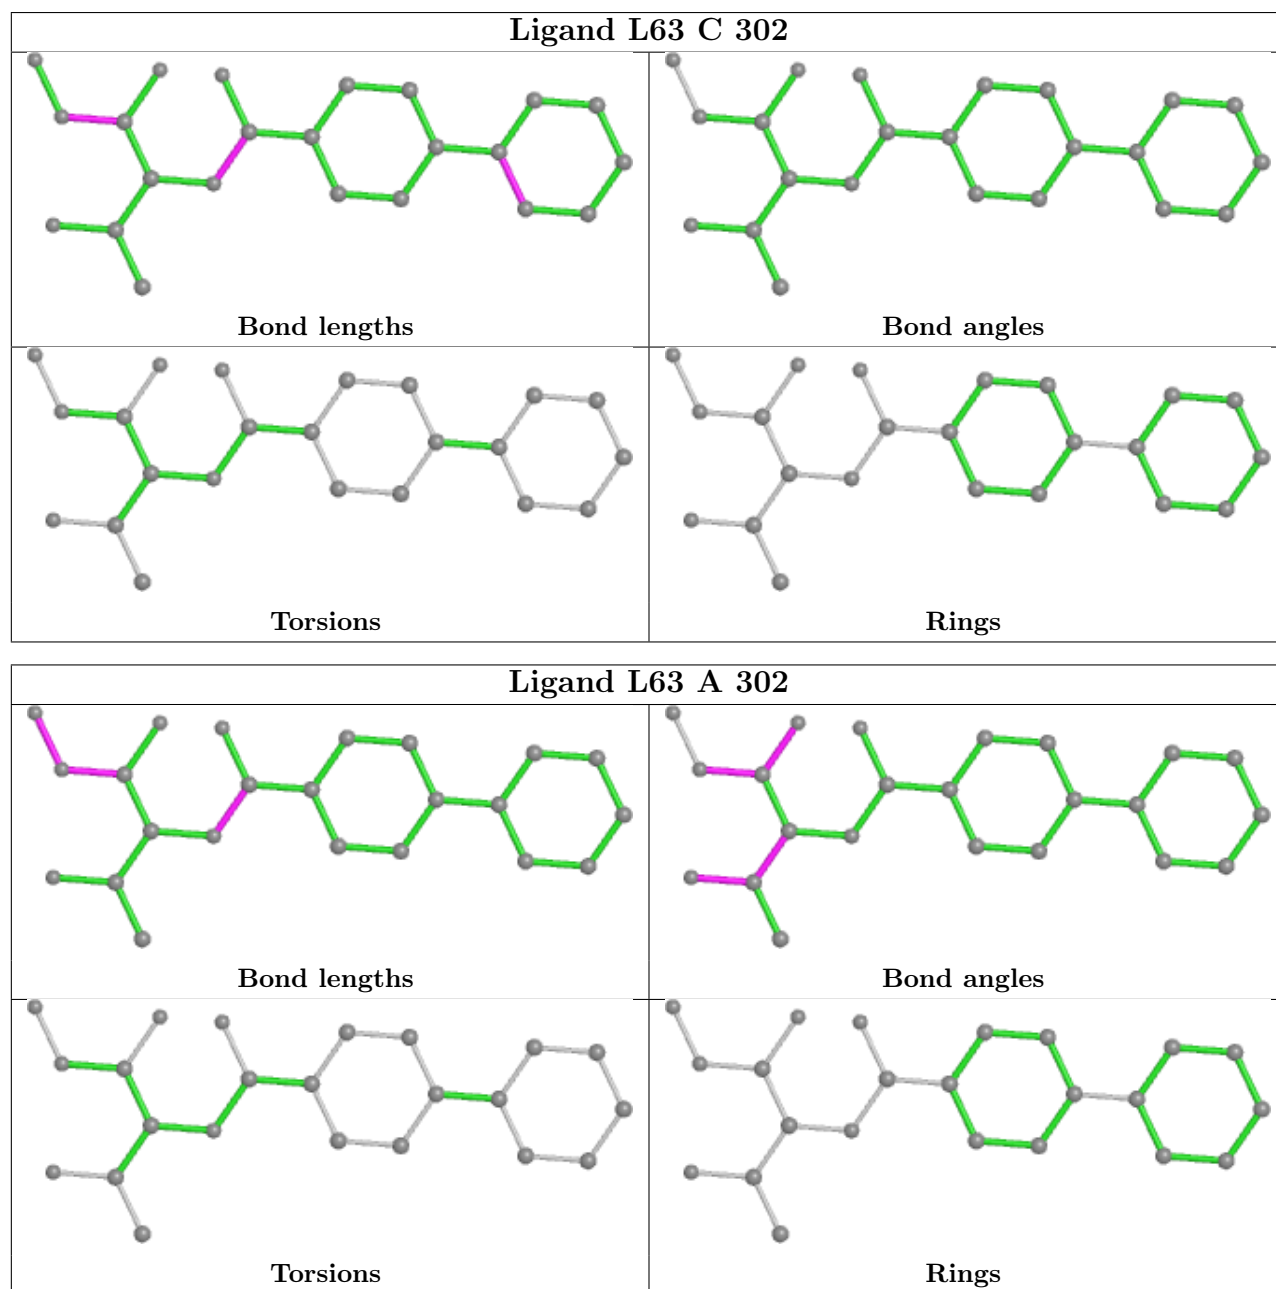 Ligand L63 C 302
Bond lengths
Bond angles
Torsions
Rings
Ligand L63 A 302
Bond lengths
Bond angles
Torsions
Rings